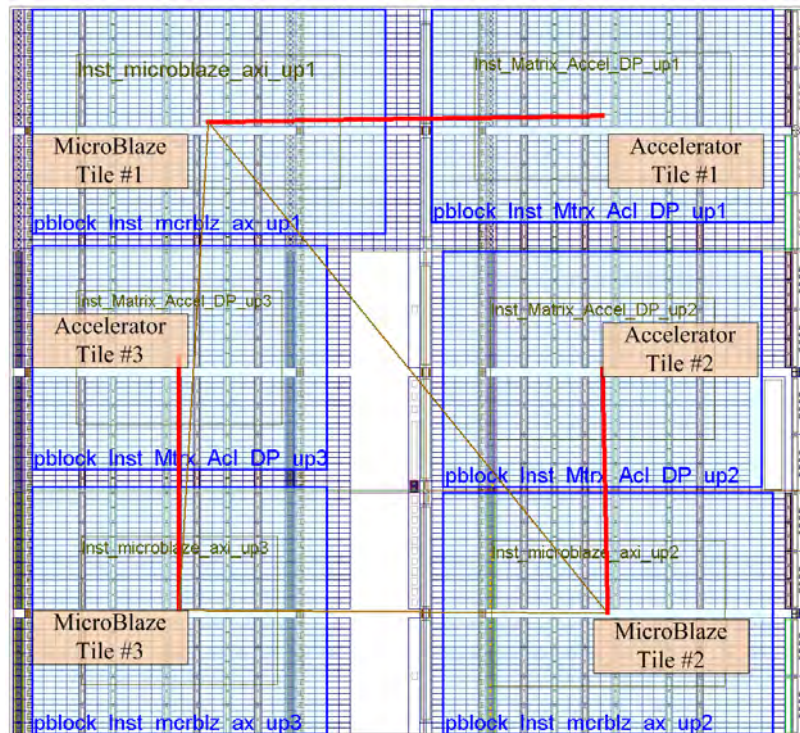 Inst_microblaze_axi_up1
Inst_Matrix_Accel_DP_up1
MicroBlaze
Tile #1
Accelerator
Tile #1
pblock_Inst_mcrblz_ax_up1
pblock_Inst_Mtrx_Acl_DP_up1
Inst_Matrix_Accel_DP_up3
Inst_Matrix_Accel_DP_up2
Accelerator
Tile #3
Accelerator
Tile #2
pblock_Inst_Mtrx_Acl_DP_up3
pblock_Inst_Mtrx_Acl_DP_up2
Inst_microblaze_axi_up3
Inst_microblaze_axi_up2
MicroBlaze
Tile #3
MicroBlaze
Tile #2
pblock_Inst_mcrblz_ax_up3
pblock_Inst_mcrblz_ax_up2